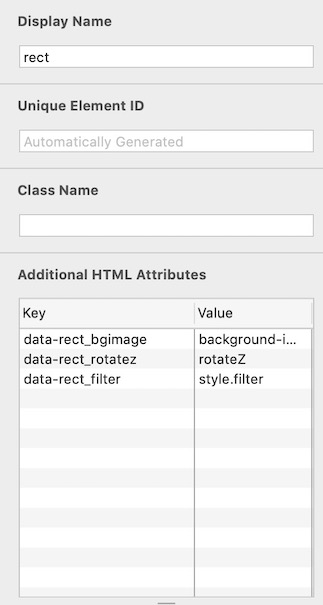 Display Name
rect
Unique Element ID
Automatically Generated
Class Name
Additional HTML Attributes
Key Value
data-rect_bgimage background-i...
data-rect_rotatez rotateZ
data-rect_filter style.filter